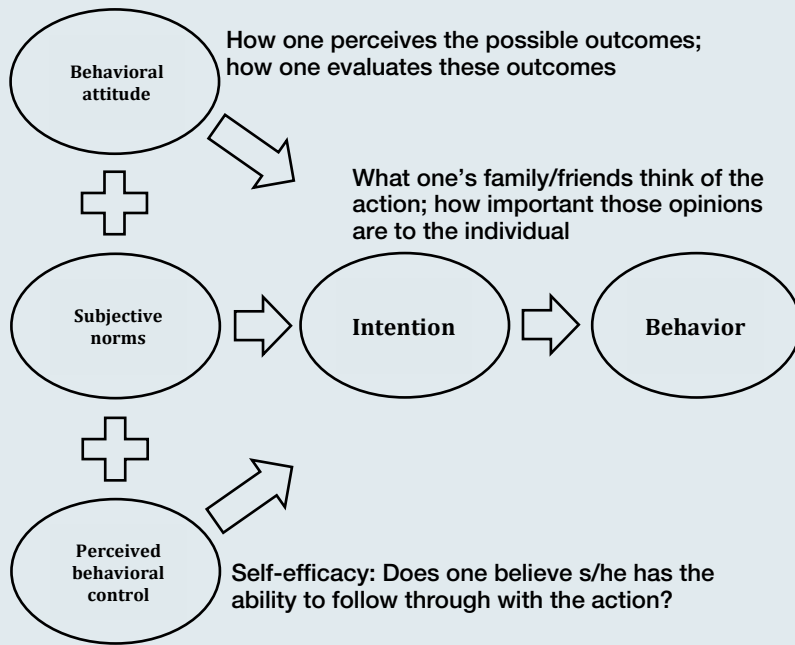 How one perceives the possible outcomes;
how one evaluates these outcomes
Behavioral
attitude
What one’s family/friends think of the
action; how important those opinions
are to the individual
Subjective
norms
Intention
Behavior
Perceived
behavioral
control
Self-efficacy: Does one believe s/he has the
ability to follow through with the action?